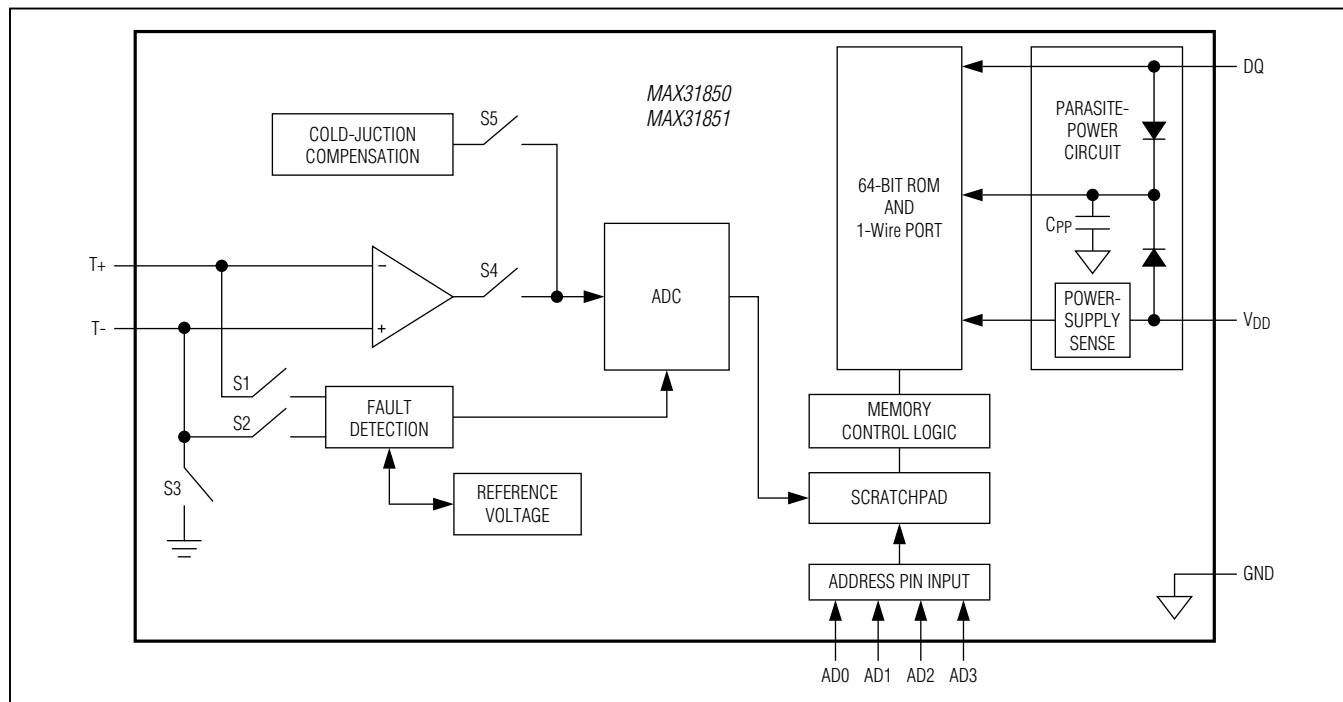 MAX31850
MAX31851
S5
COLD-JUCTION
COMPENSATION
T+
T-
−
+
S4
ADC
S1
S2
S3
FAULT
DETECTION
REFERENCE
VOLTAGE
64-BIT ROM
AND
1-Wire PORT
PARASITE-
POWER
CIRCUIT
CPP
POWER-
SUPPLY
SENSE
DQ
VDD
MEMORY
CONTROL LOGIC
SCRATCHPAD
ADDRESS PIN INPUT
GND
AD0 AD1 AD2 AD3